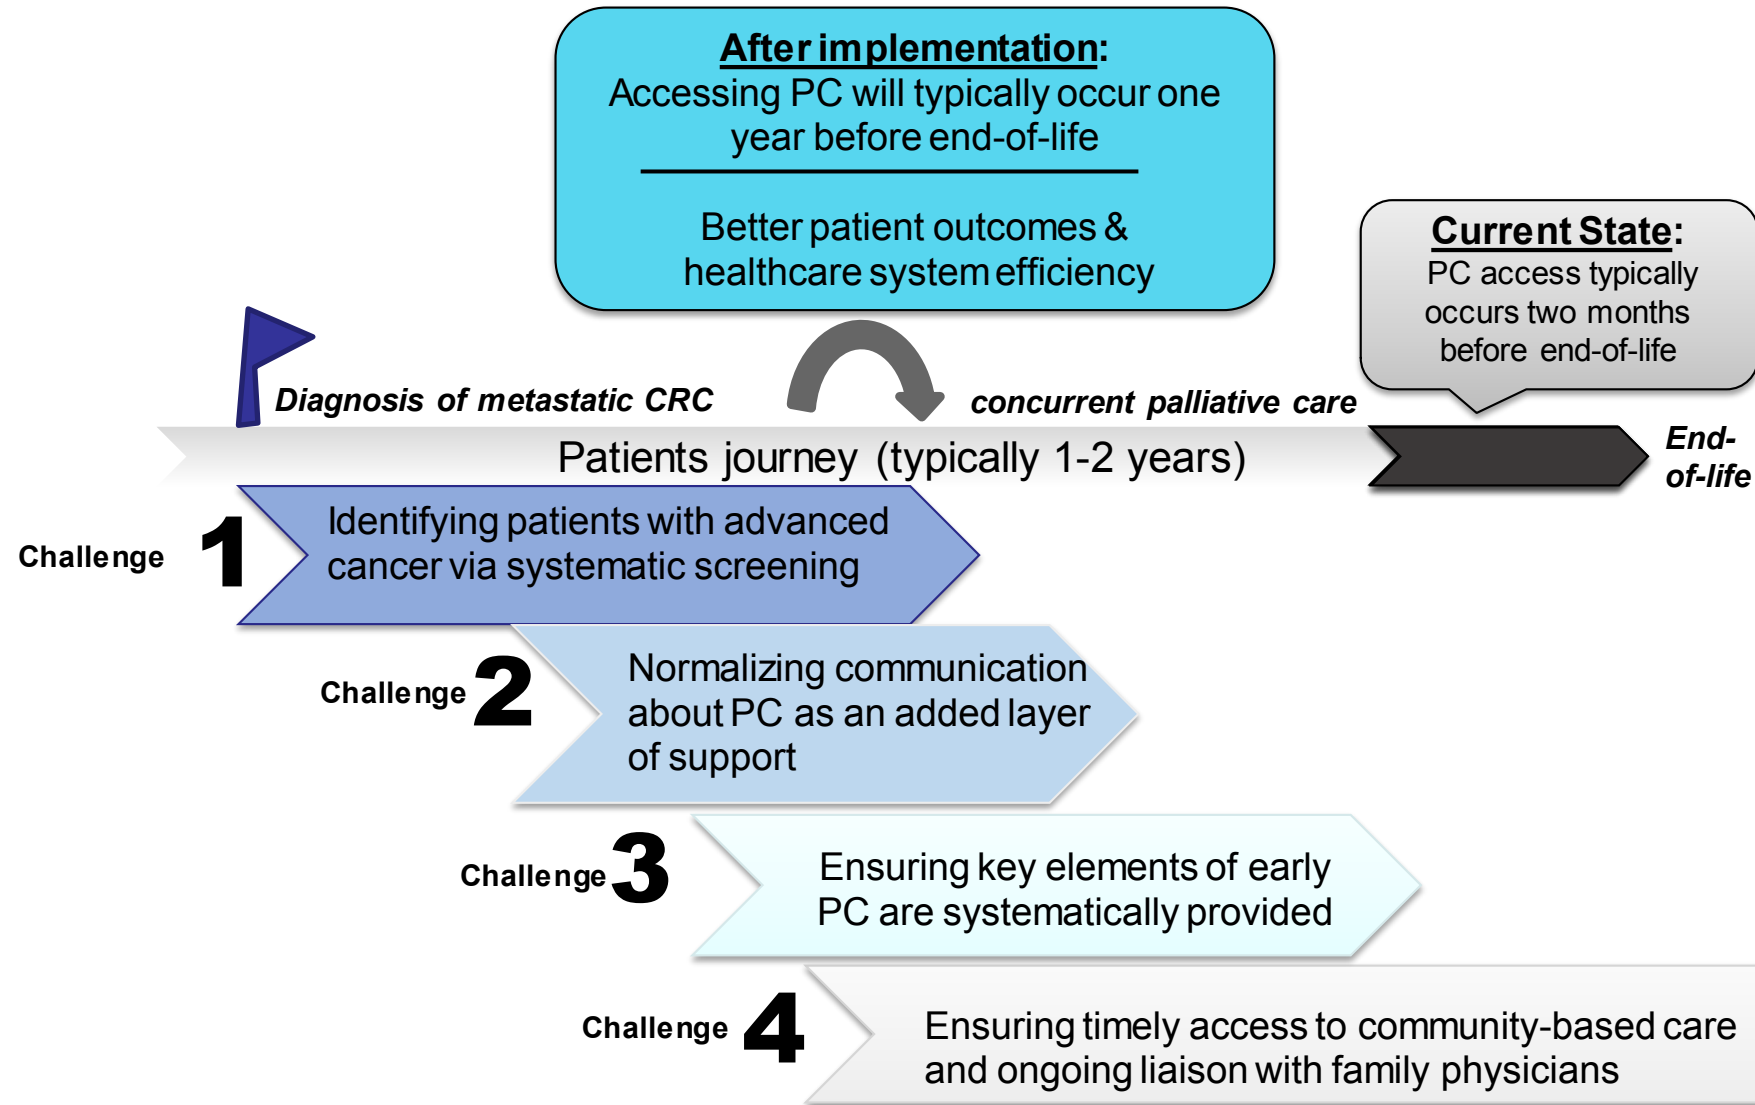 After implementation:
Accessing PC will typically occur one
year before end-of-life
Better patient outcomes &
healthcare system efficiency
Current State:
PC access typically
occurs two months
before end-of-life
Diagnosis of metastatic CRC
concurrent palliative care
Patients journey (typically 1-2 years)
End-
of-life
Challenge 1
Identifying patients with advanced
cancer via systematic screening
Challenge 2
Normalizing communication
about PC as an added layer
of support
Challenge 3
Ensuring key elements of early
PC are systematically provided
Challenge 4
Ensuring timely access to community-based care
and ongoing liaison with family physicians